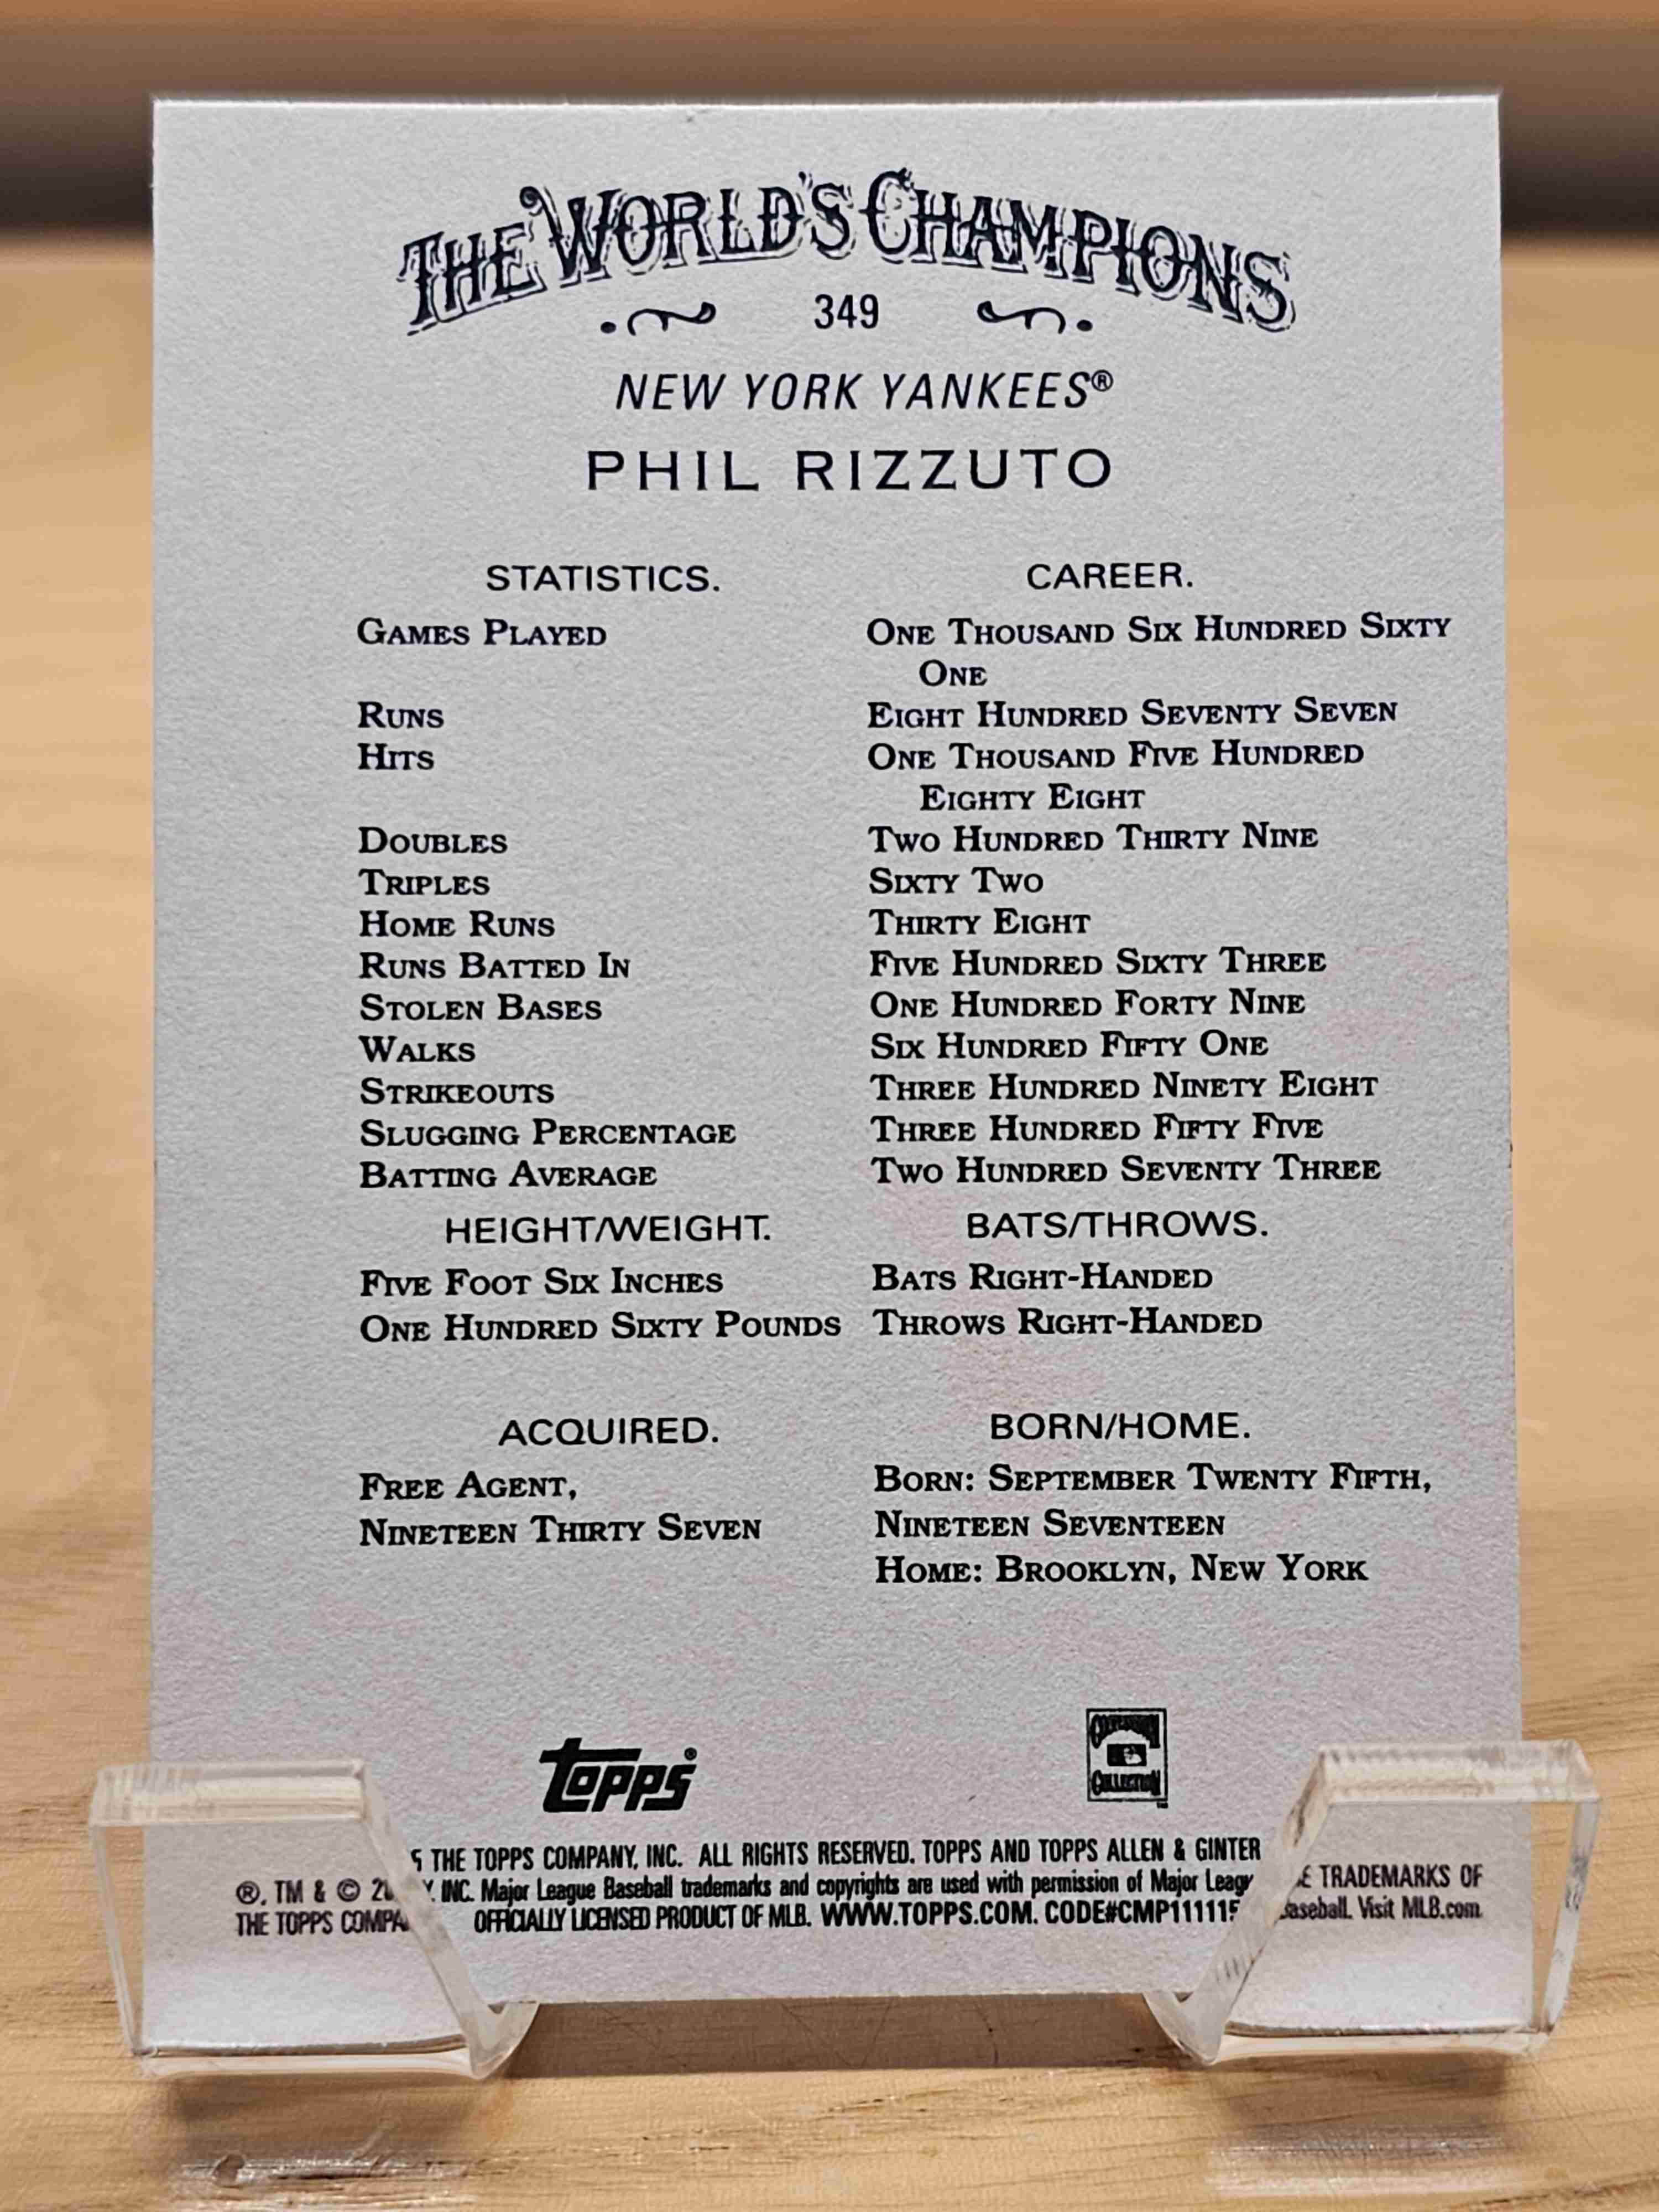 THE WORLD'S CHAMPIONS
349
NEW YORK YANKEES®
PHIL RIZZUTO
STATISTICS. CAREER.
GAMES PLAYED ONE THOUSAND SIX HUNDRED SIXTY
ONE
RUNS EIGHT HUNDRED SEVENTY SEVEN
HITS ONE THOUSAND FIVE HUNDRED
EIGHTY EIGHT
DOUBLES TWO HUNDRED THIRTY NINE
TRIPLES SIXTY TWO
HOME RUNS THIRTY EIGHT
RUNS BATTED IN FIVE HUNDRED SIXTY THREE
STOLEN BASES ONE HUNDRED FORTY NINE
WALKS SIX HUNDRED FIFTY ONE
STRIKEOUTS THREE HUNDRED NINETY EIGHT
SLUGGING PERCENTAGE THREE HUNDRED FIFTY FIVE
BATTING AVERAGE TWO HUNDRED SEVENTY THREE
HEIGHT/WEIGHT. BATS/THROWS.
FIVE FOOT SIX INCHES BATS RIGHT-HANDED
ONE HUNDRED SIXTY POUNDS THROWS RIGHT-HANDED
ACQUIRED. BORN/HOME.
FREE AGENT, BORN: SEPTEMBER TWENTY FIFTH,
NINETEEN THIRTY SEVEN NINETEEN SEVENTEEN
HOME: BROOKLYN, NEW YORK
Topps® COOPERSTOWN COLLECTION
®, TM & © THE TOPPS COMPANY, INC. ALL RIGHTS RESERVED. TOPPS AND TOPPS ALLEN & GINTER TRADEMARKS OF
THE TOPPS INC. Major League Baseball trademarks and copyrights are used with permission of Major Baseball. Visit MLB.com
OFFICIALLY LICENSED PRODUCT OF MLB. WWW.TOPPS.COM.